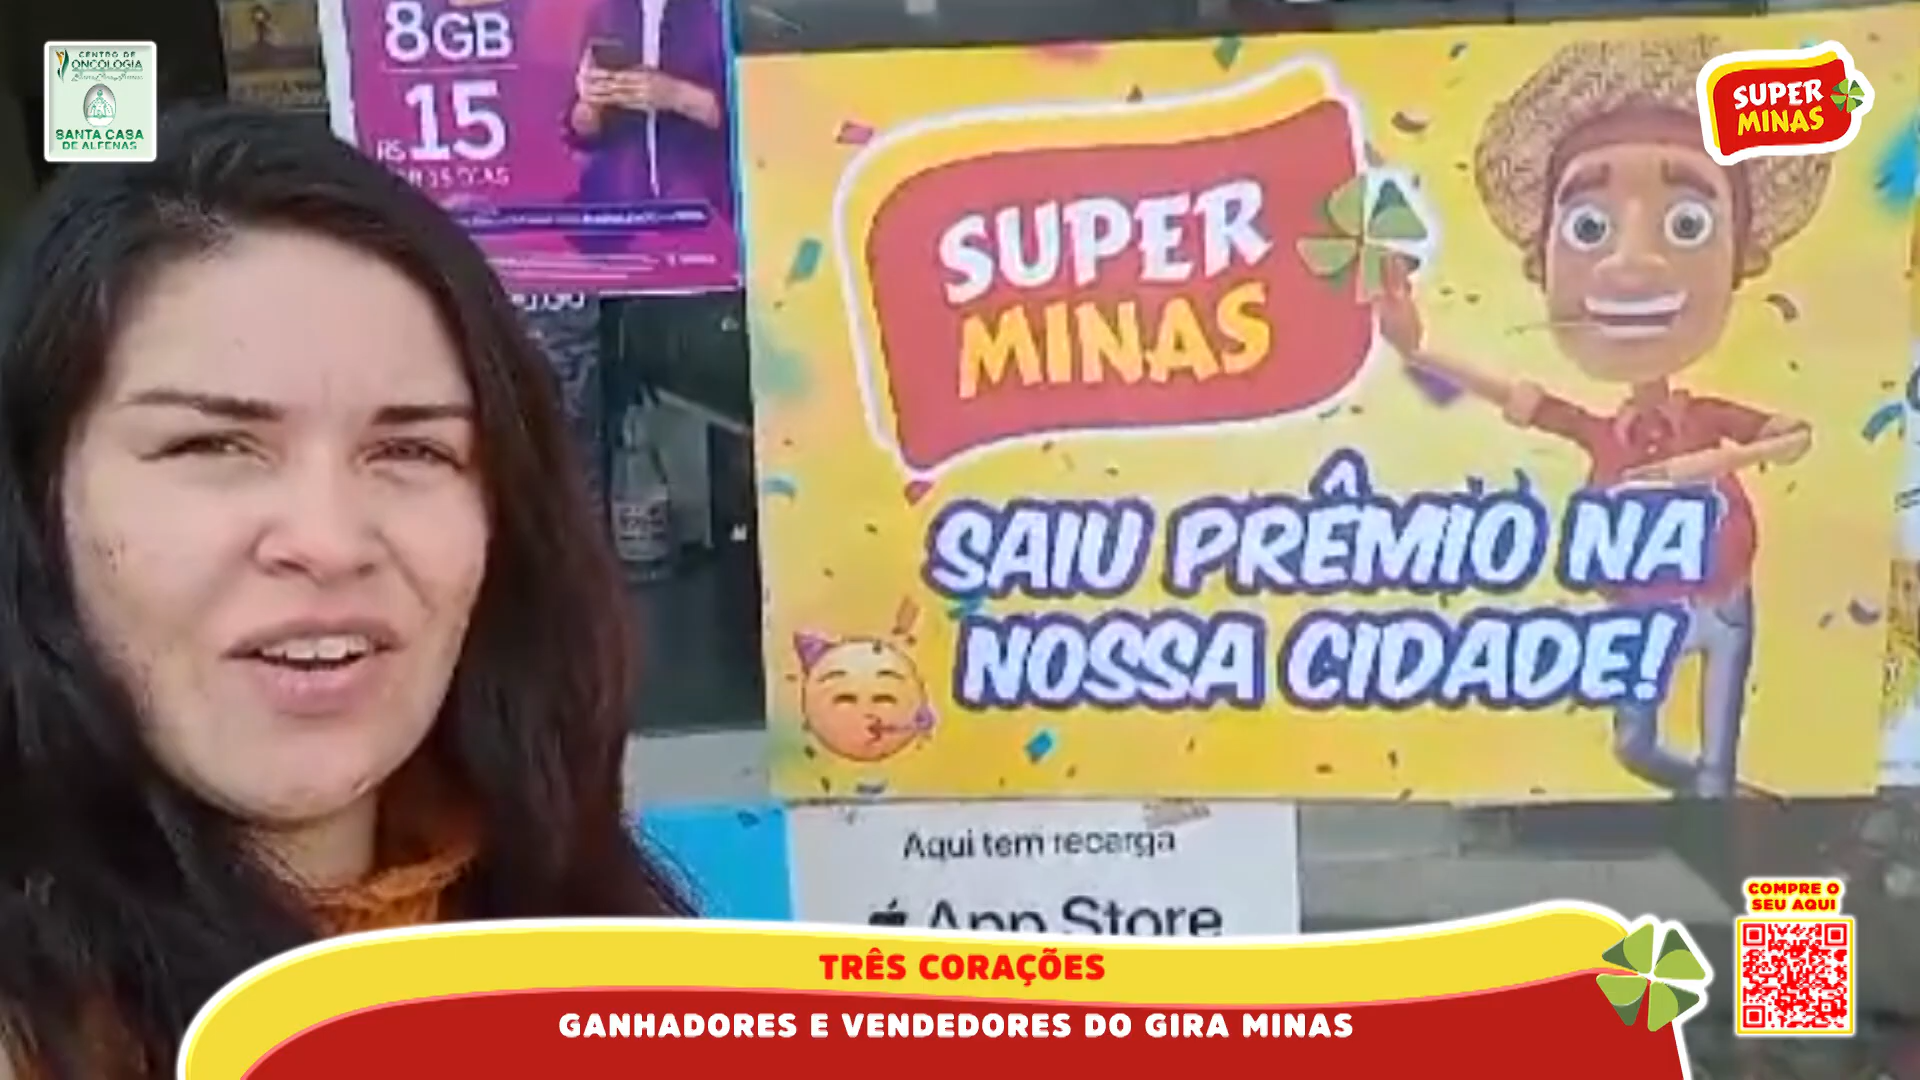 CENTRO DE
ONCOLOGIA
SANTA CASA
DE ALFENAS
8GB
R$ 15
SUPER
MINAS
SAIU PRÊMIO NA
NOSSA CIDADE!
SUPER
MINAS
Aqui tem recarga
App Store
TRÊS CORAÇÕES
GANHADORES E VENDEDORES DO GIRA MINAS
COMPRE O
SEU AQUI